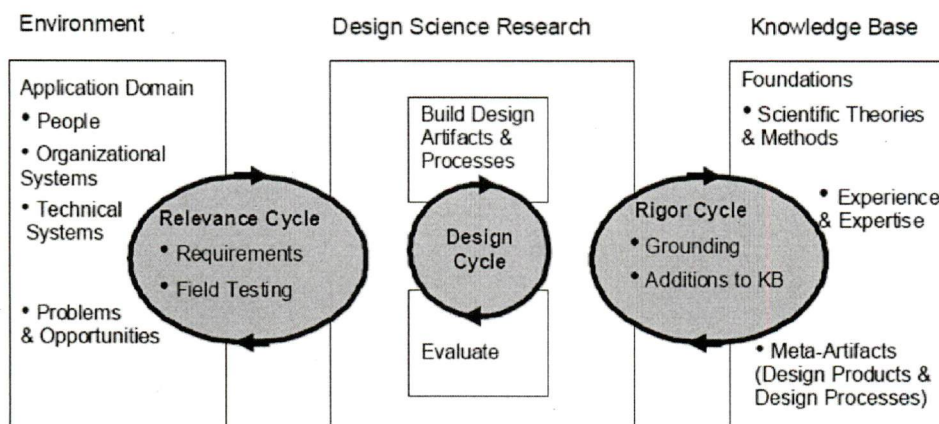 Environment
Design Science Research
Knowledge Base
Application Domain
• People
• Organizational
Systems
• Technical
Systems
• Problems
& Opportunities
Relevance Cycle
• Requirements
• Field Testing
Build Design
Artifacts &
Processes
Design
Cycle
Evaluate
Rigor Cycle
• Grounding
• Additions to KB
Foundations
• Scientific Theories
& Methods
• Experience
& Expertise
• Meta-Artifacts
(Design Products &
Design Processes)